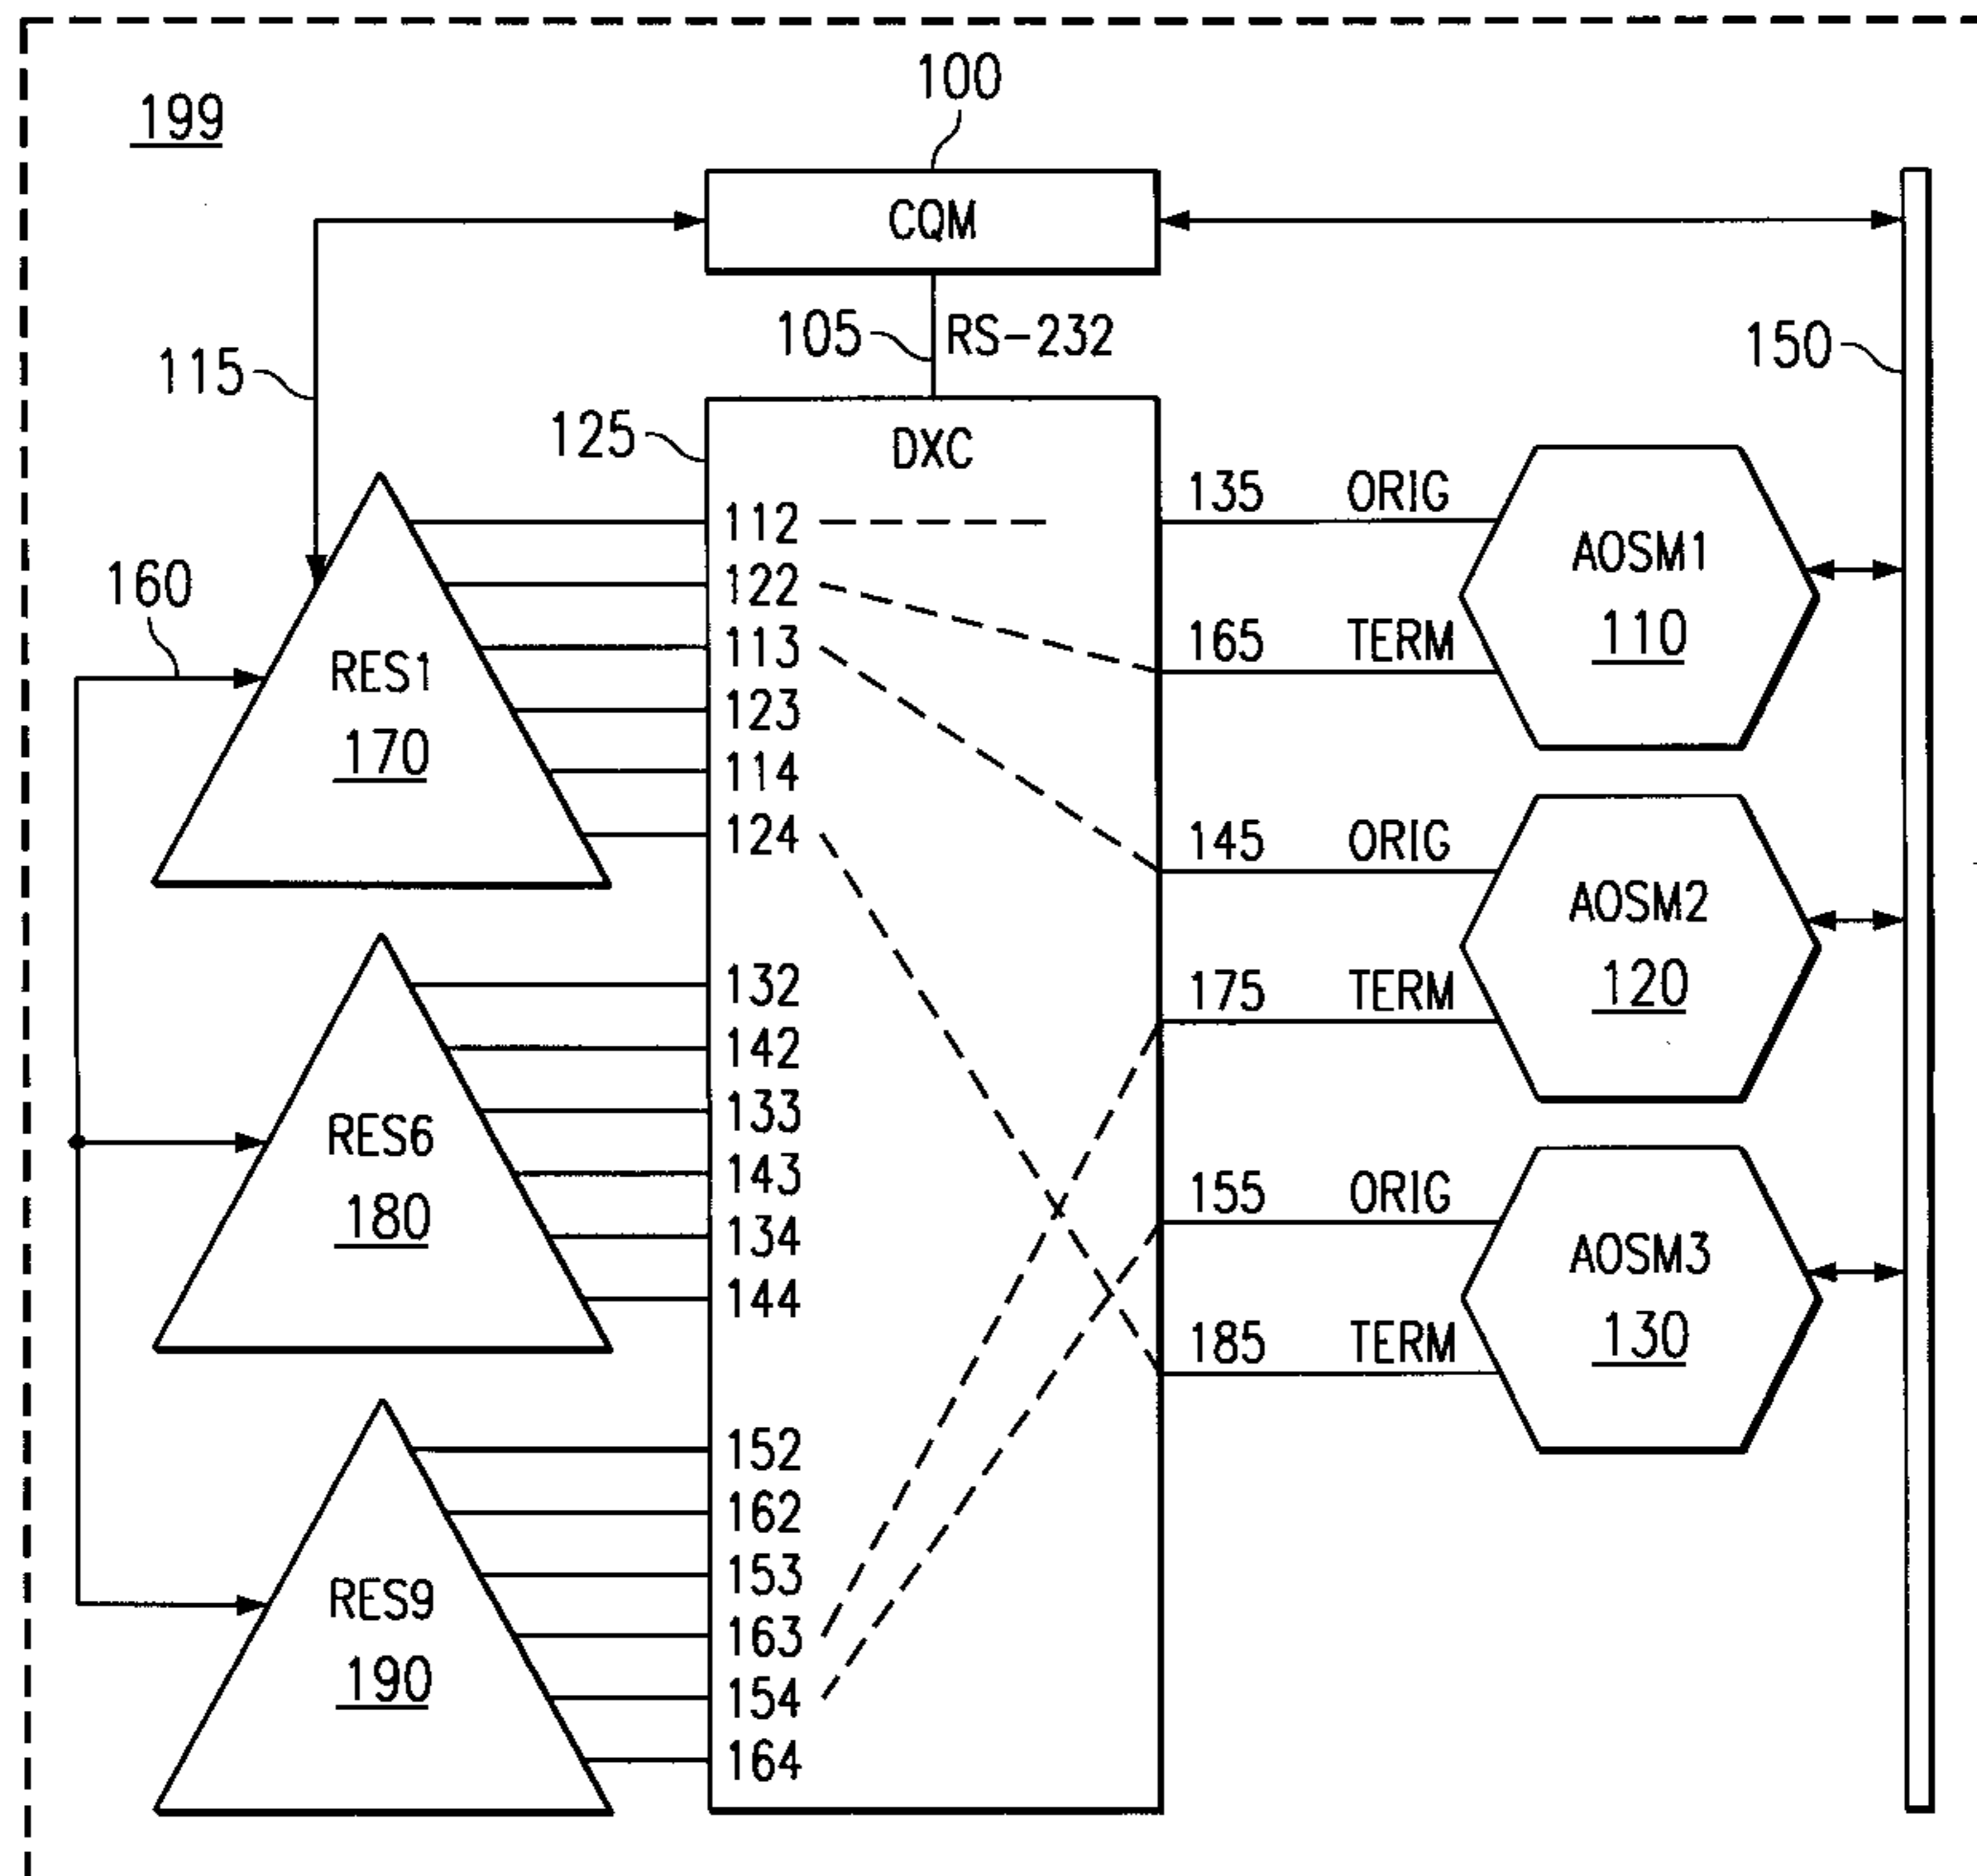 100
199
CQM
105
RS-232
150
115
125
DXC
135 ORIG
112
AOSM1
160
122
110
113
165 TERM
RES1
123
170
114
124
145 ORIG
AOSM2
120
132
175 TERM
142
133
RES6
143
155 ORIG
180
134
AOSM3
144
130
185 TERM
152
162
153
RES9
163
190
154
164